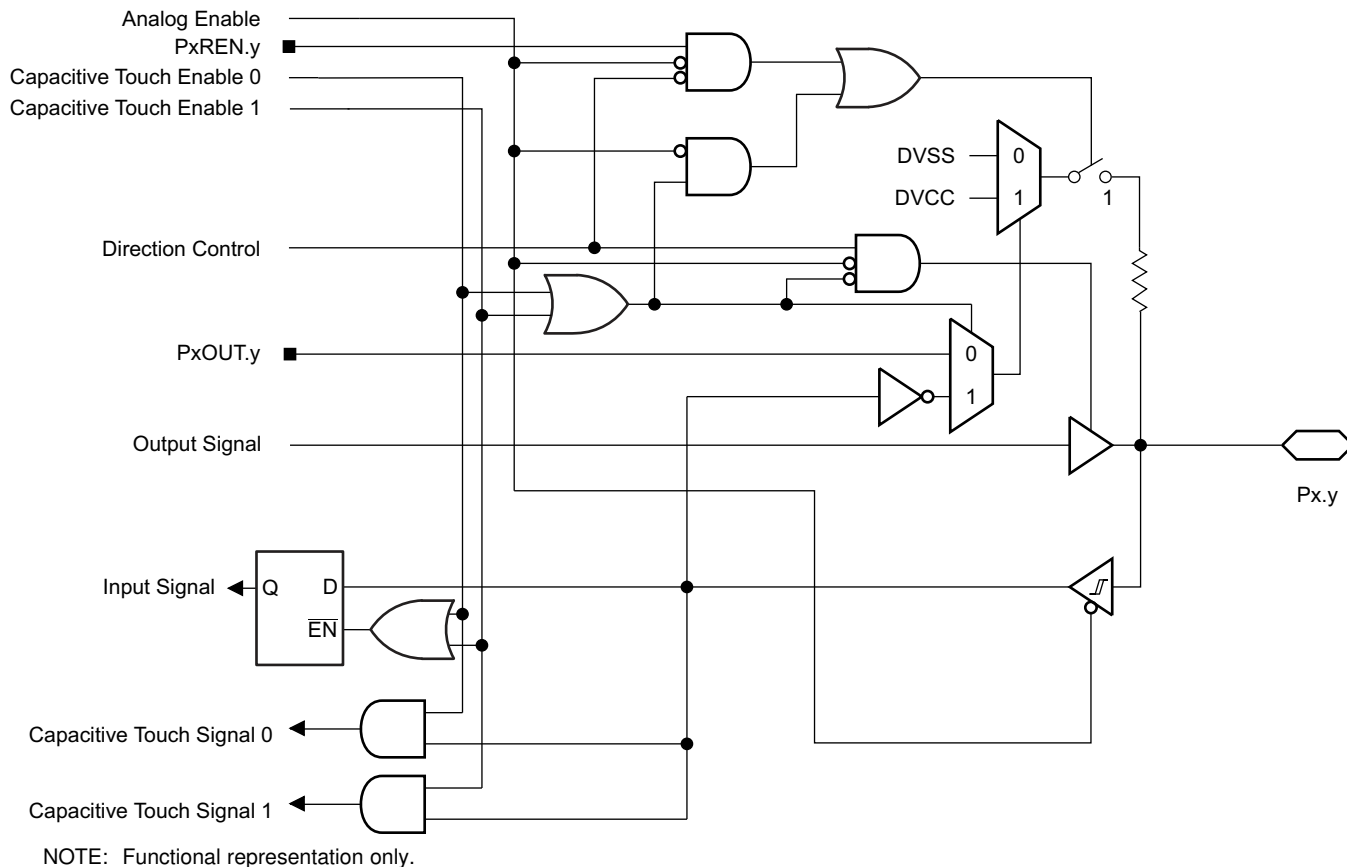 Analog Enable
PxREN.y
Capacitive Touch Enable 0
Capacitive Touch Enable 1
DVSS
0
DVCC
1
1
Direction Control
PxOUT.y
0
1
Output Signal
Px.y
Input Signal
Q
D
EN
Capacitive Touch Signal 0
Capacitive Touch Signal 1
NOTE: Functional representation only.